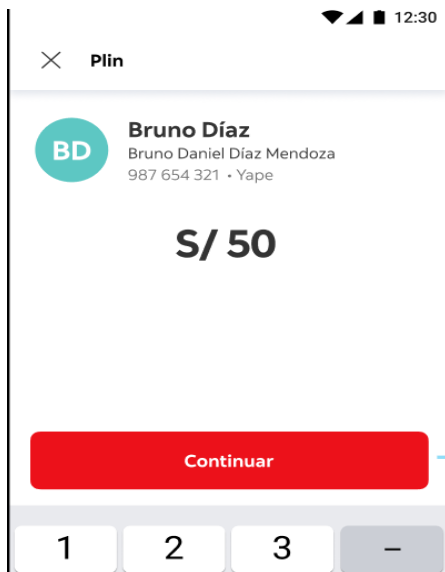 12:30
Plin
BD
Bruno Díaz
Bruno Daniel Díaz Mendoza
987 654 321 • Yape
S/ 50
Continuar
1 2 3 –